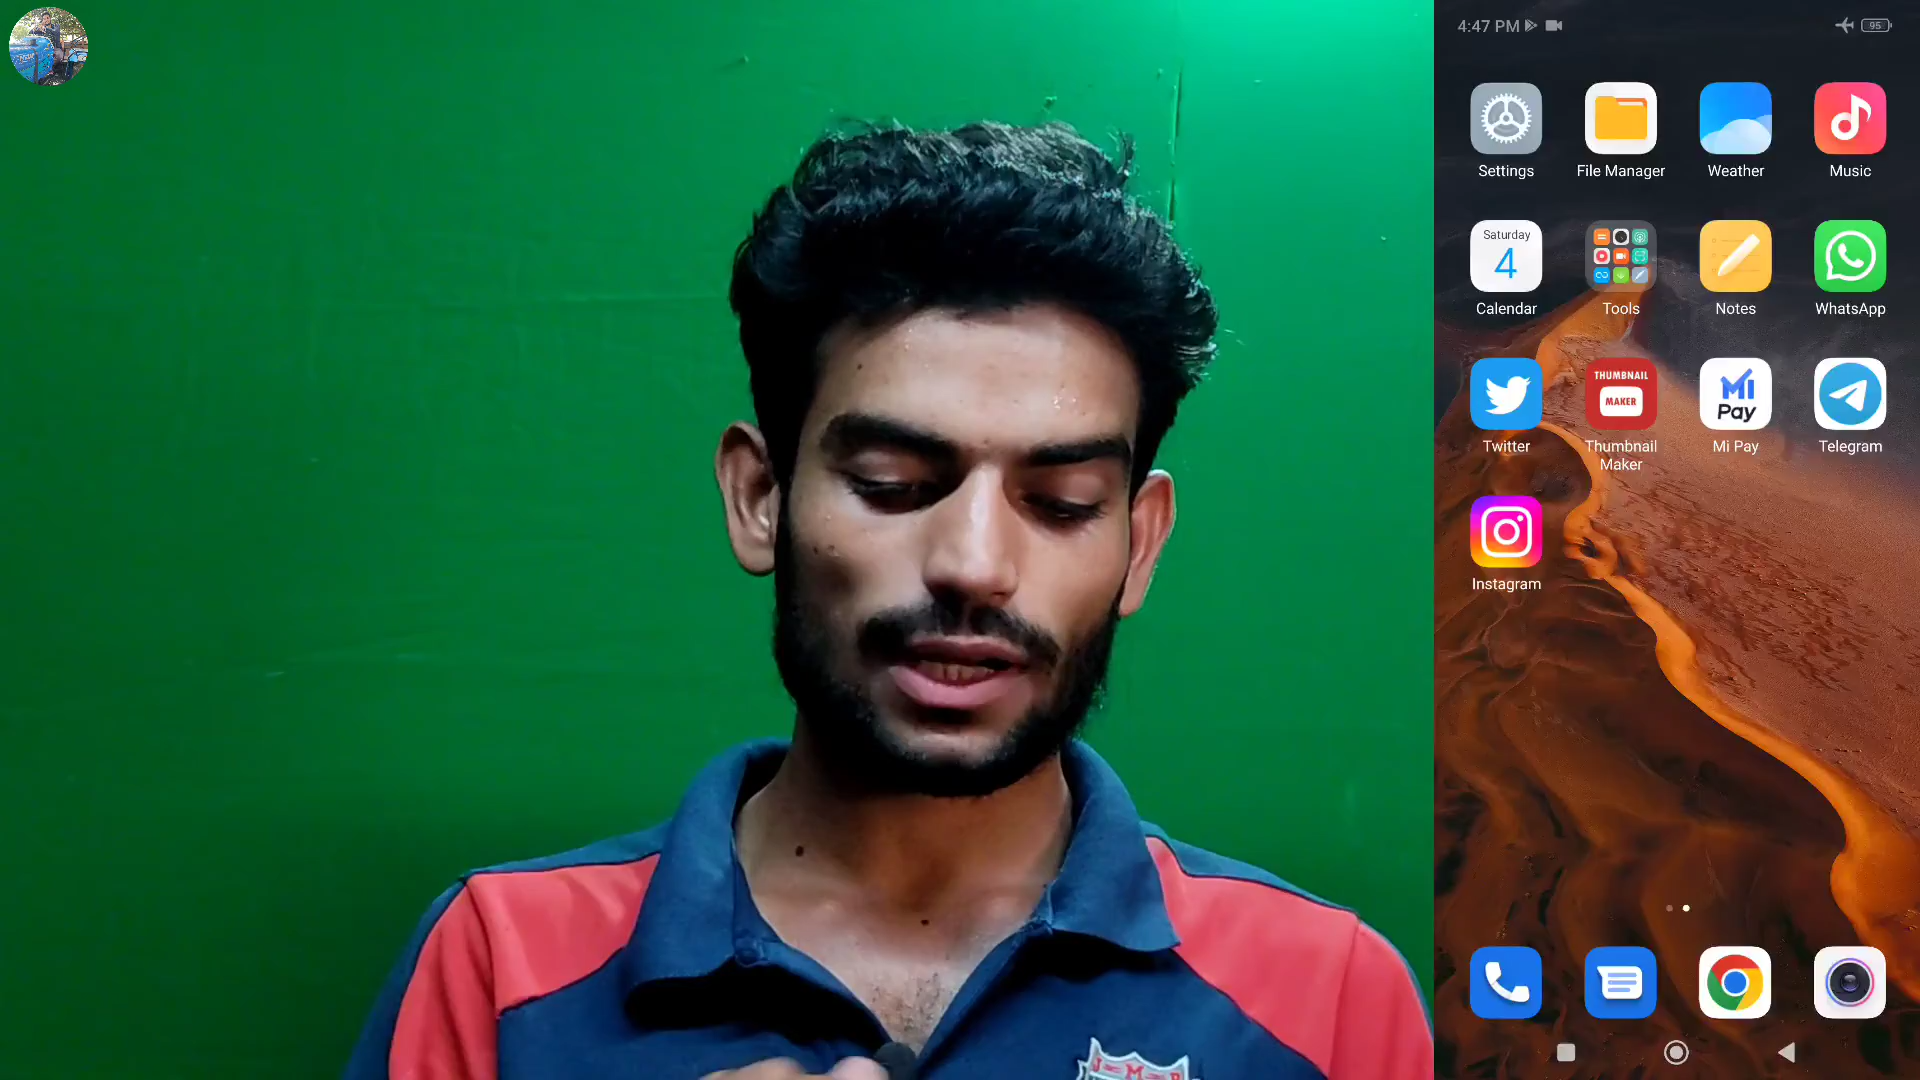 4:47 PM
95
Settings
File Manager
Weather
Music
Saturday
4
Calendar
Tools
Notes
WhatsApp
THUMBNAIL
MAKER
Mi
Pay
Twitter
Thumbnail
Maker
Mi Pay
Telegram
Instagram
J M R